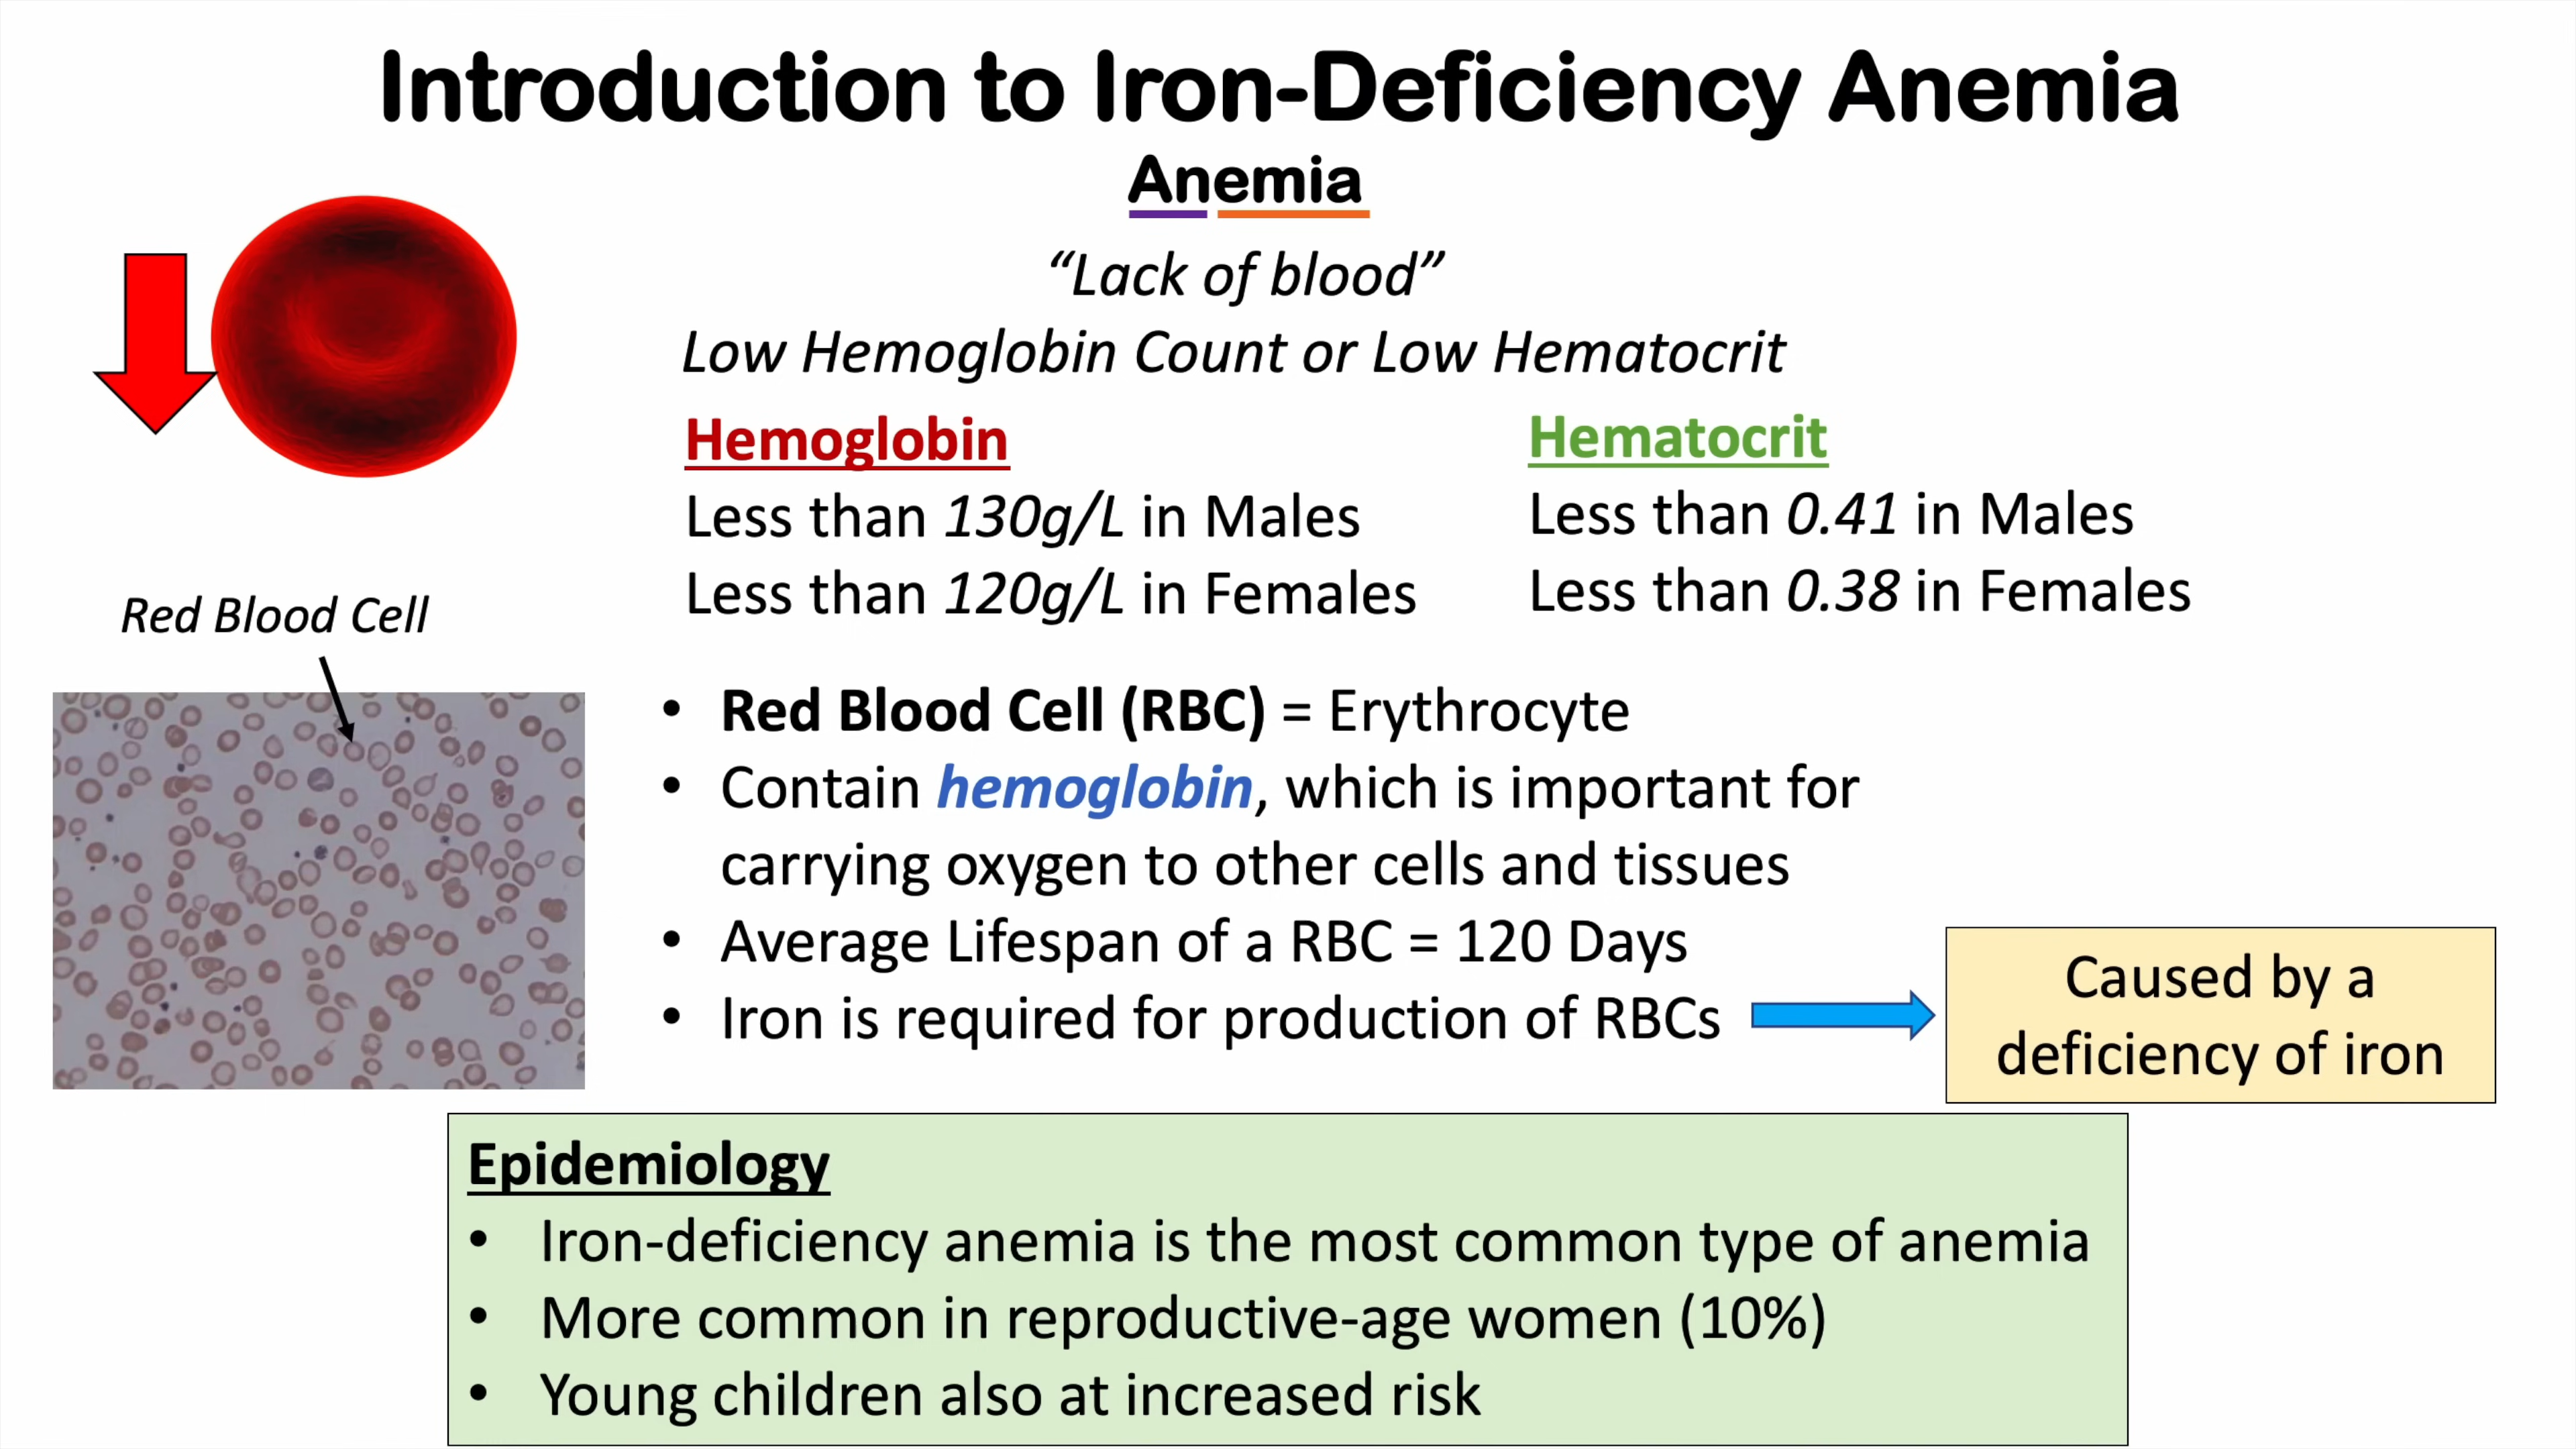 Introduction to Iron-Deficiency Anemia
Anemia
“Lack of blood”
Low Hemoglobin Count or Low Hematocrit
Hemoglobin
Less than 130g/L in Males
Less than 120g/L in Females
Hematocrit
Less than 0.41 in Males
Less than 0.38 in Females
Red Blood Cell
• Red Blood Cell (RBC) = Erythrocyte
• Contain hemoglobin, which is important for
carrying oxygen to other cells and tissues
• Average Lifespan of a RBC = 120 Days
• Iron is required for production of RBCs
Caused by a
deficiency of iron
Epidemiology
• Iron-deficiency anemia is the most common type of anemia
• More common in reproductive-age women (10%)
• Young children also at increased risk